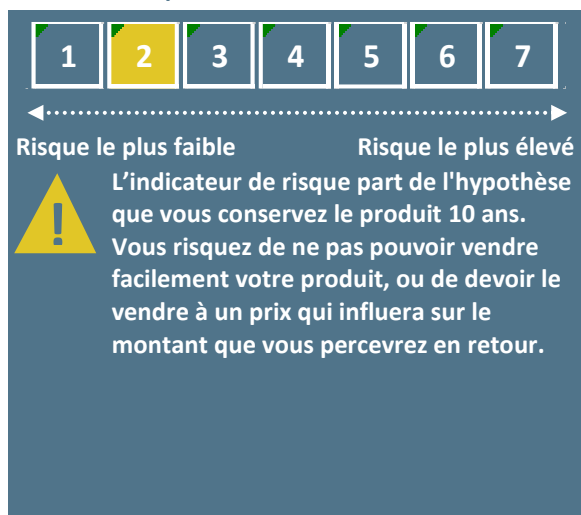 1 2 3 4 5 6 7
Risque le plus faible Risque le plus élevé
L’indicateur de risque part de l'hypothèse
que vous conservez le produit 10 ans.
Vous risquez de ne pas pouvoir vendre
facilement votre produit, ou de devoir le
vendre à un prix qui influera sur le
montant que vous percevrez en retour.